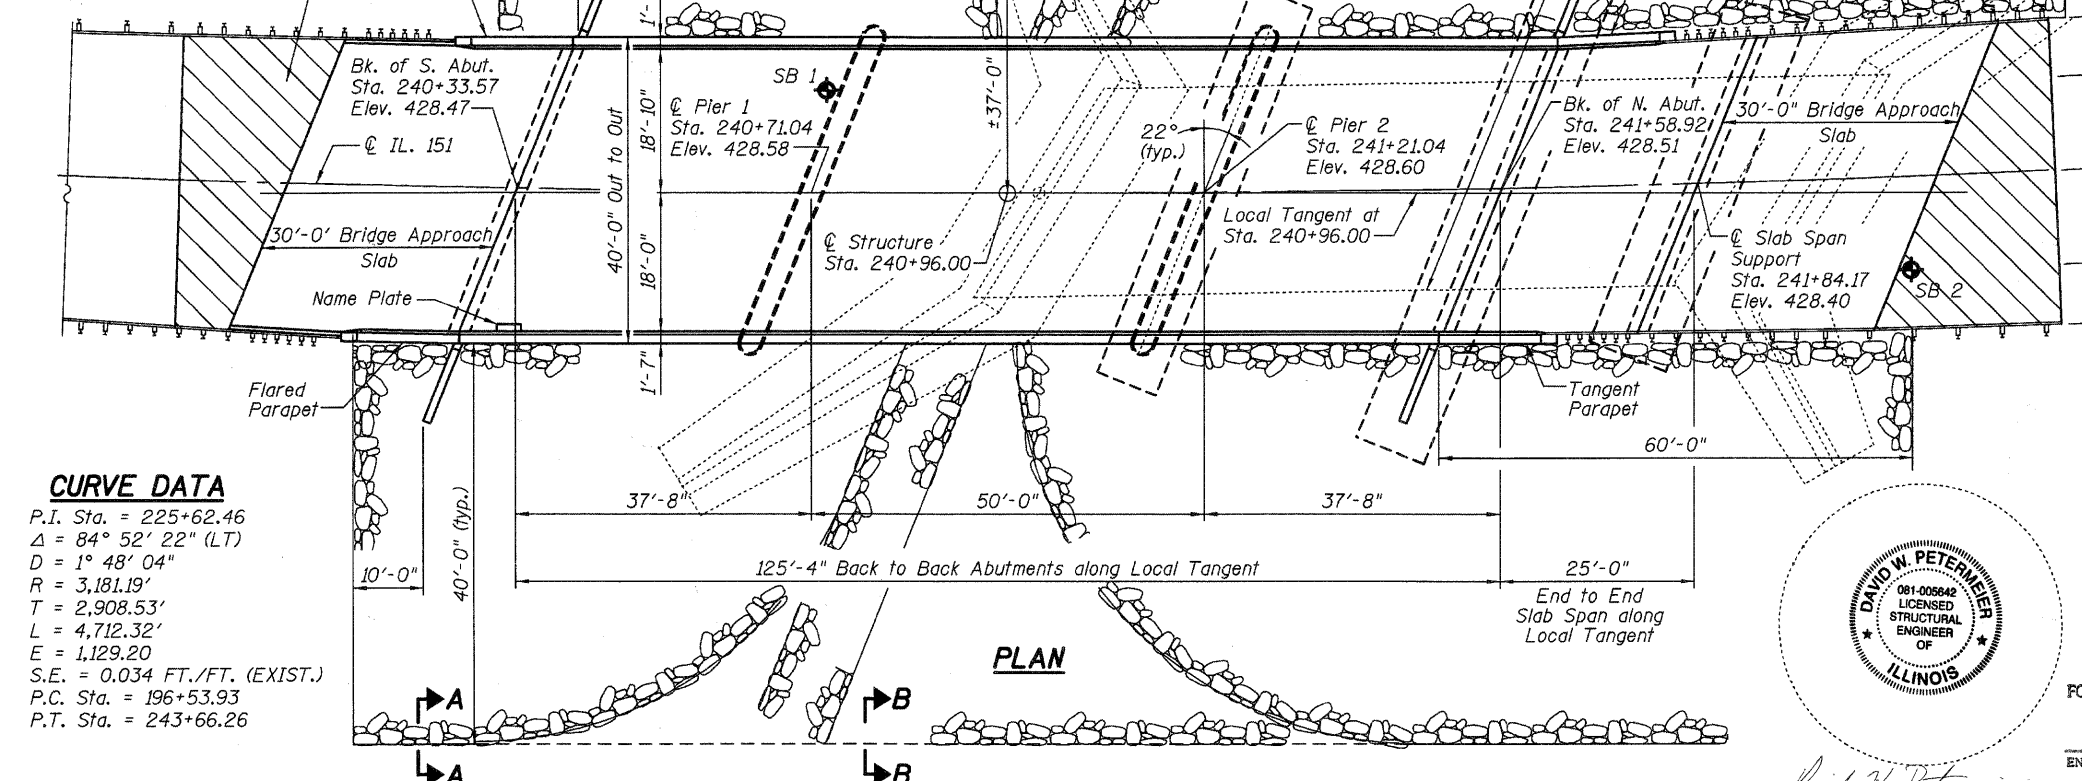 1'-
±37'-0"
Bk. of S. Abut.
Sta. 240+33.57
Elev. 428.47
℄ IL. 151
SB 1
40'-0" Out to Out
18'-10"
18'-0"
1'-7"
℄ Pier 1
Sta. 240+71.04
Elev. 428.58
22°
(typ.)
℄ Pier 2
Sta. 241+21.04
Elev. 428.60
Bk. of N. Abut.
Sta. 241+58.92
Elev. 428.51
30'-0" Bridge Approach
Slab
30'-0' Bridge Approach
Slab
℄ Structure
Sta. 240+96.00
Local Tangent at
Sta. 240+96.00
℄ Slab Span
Support
Sta. 241+84.17
Elev. 428.40
SB 2
Name Plate
Flared
Parapet
Tangent
Parapet
60'-0"
37'-8"
50'-0"
37'-8"
10'-0"
40'-0" (typ.)
125'-4" Back to Back Abutments along Local Tangent
25'-0"
End to End
Slab Span along
Local Tangent
CURVE DATA
P.I. Sta. = 225+62.46
Δ = 84° 52' 22" (LT)
D = 1° 48' 04"
R = 3,181.19'
T = 2,908.53'
L = 4,712.32'
E = 1,129.20
S.E. = 0.034 FT./FT. (EXIST.)
P.C. Sta. = 196+53.93
P.T. Sta. = 243+66.26
PLAN
A
A
B
B
DAVID W. PETERMEIER
081-005642
LICENSED
STRUCTURAL
ENGINEER
OF
ILLINOIS
FO
EN